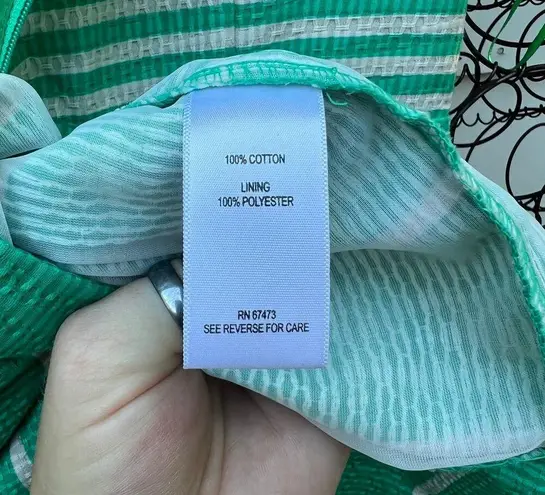 100% COTTON
LINING
100% POLYESTER
RN 67473
SEE REVERSE FOR CARE